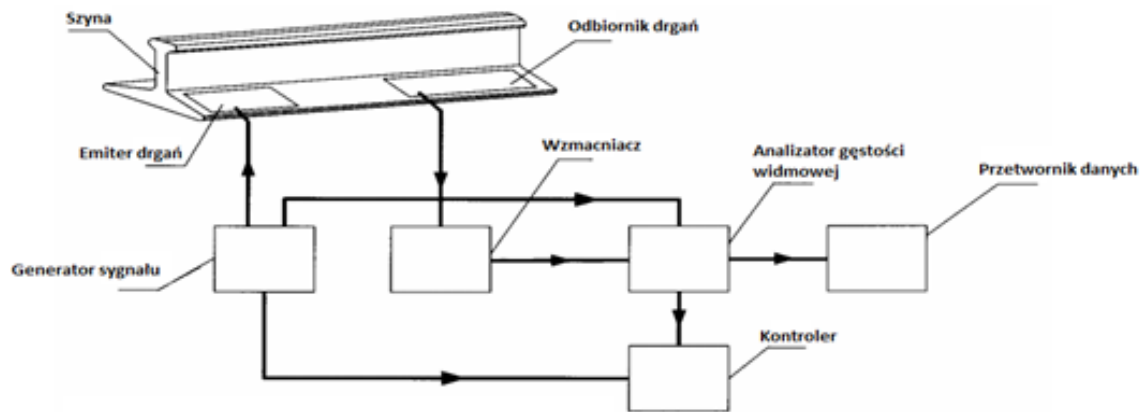 Szyna
Odbiornik drgań
Emiter drgań
Wzmacniacz
Analizator gęstości
widmowej
Przetwornik danych
Generator sygnału
Kontroler